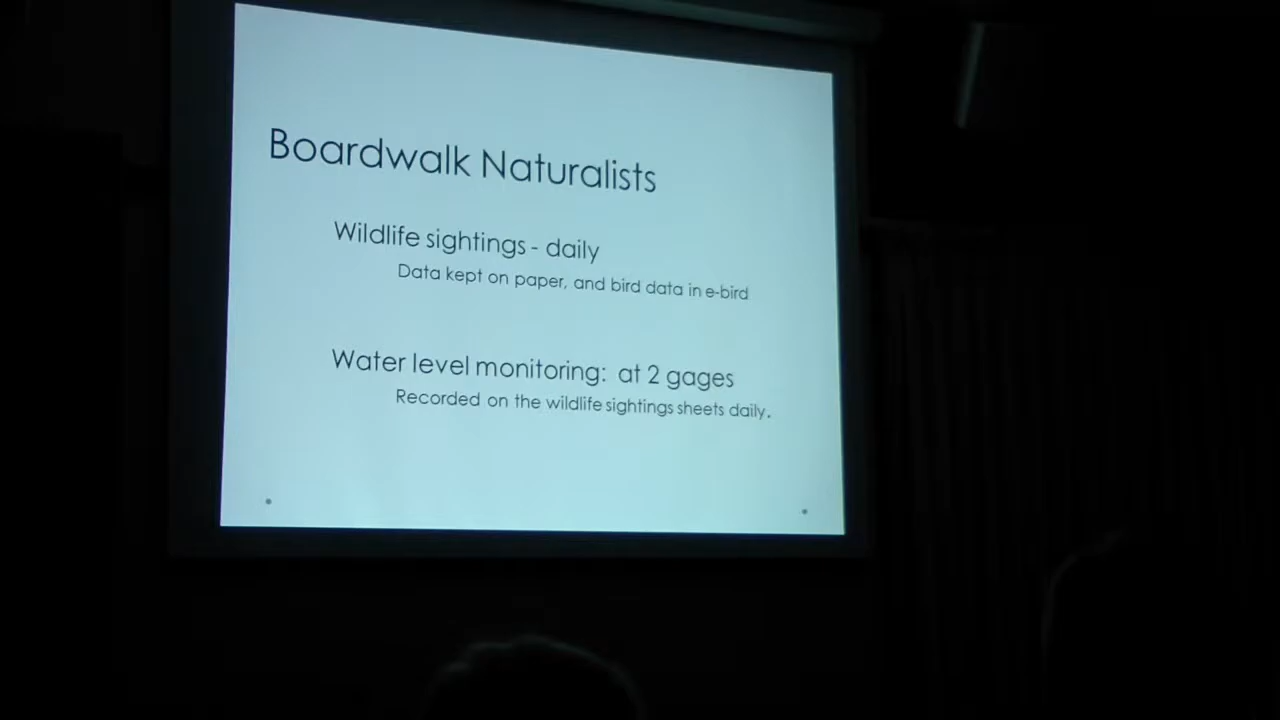 Boardwalk Naturalists
Wildlife sightings - daily
Data kept on paper, and bird data in e-bird
Water level monitoring: at 2 gages
Recorded on the wildlife sightings sheets daily.